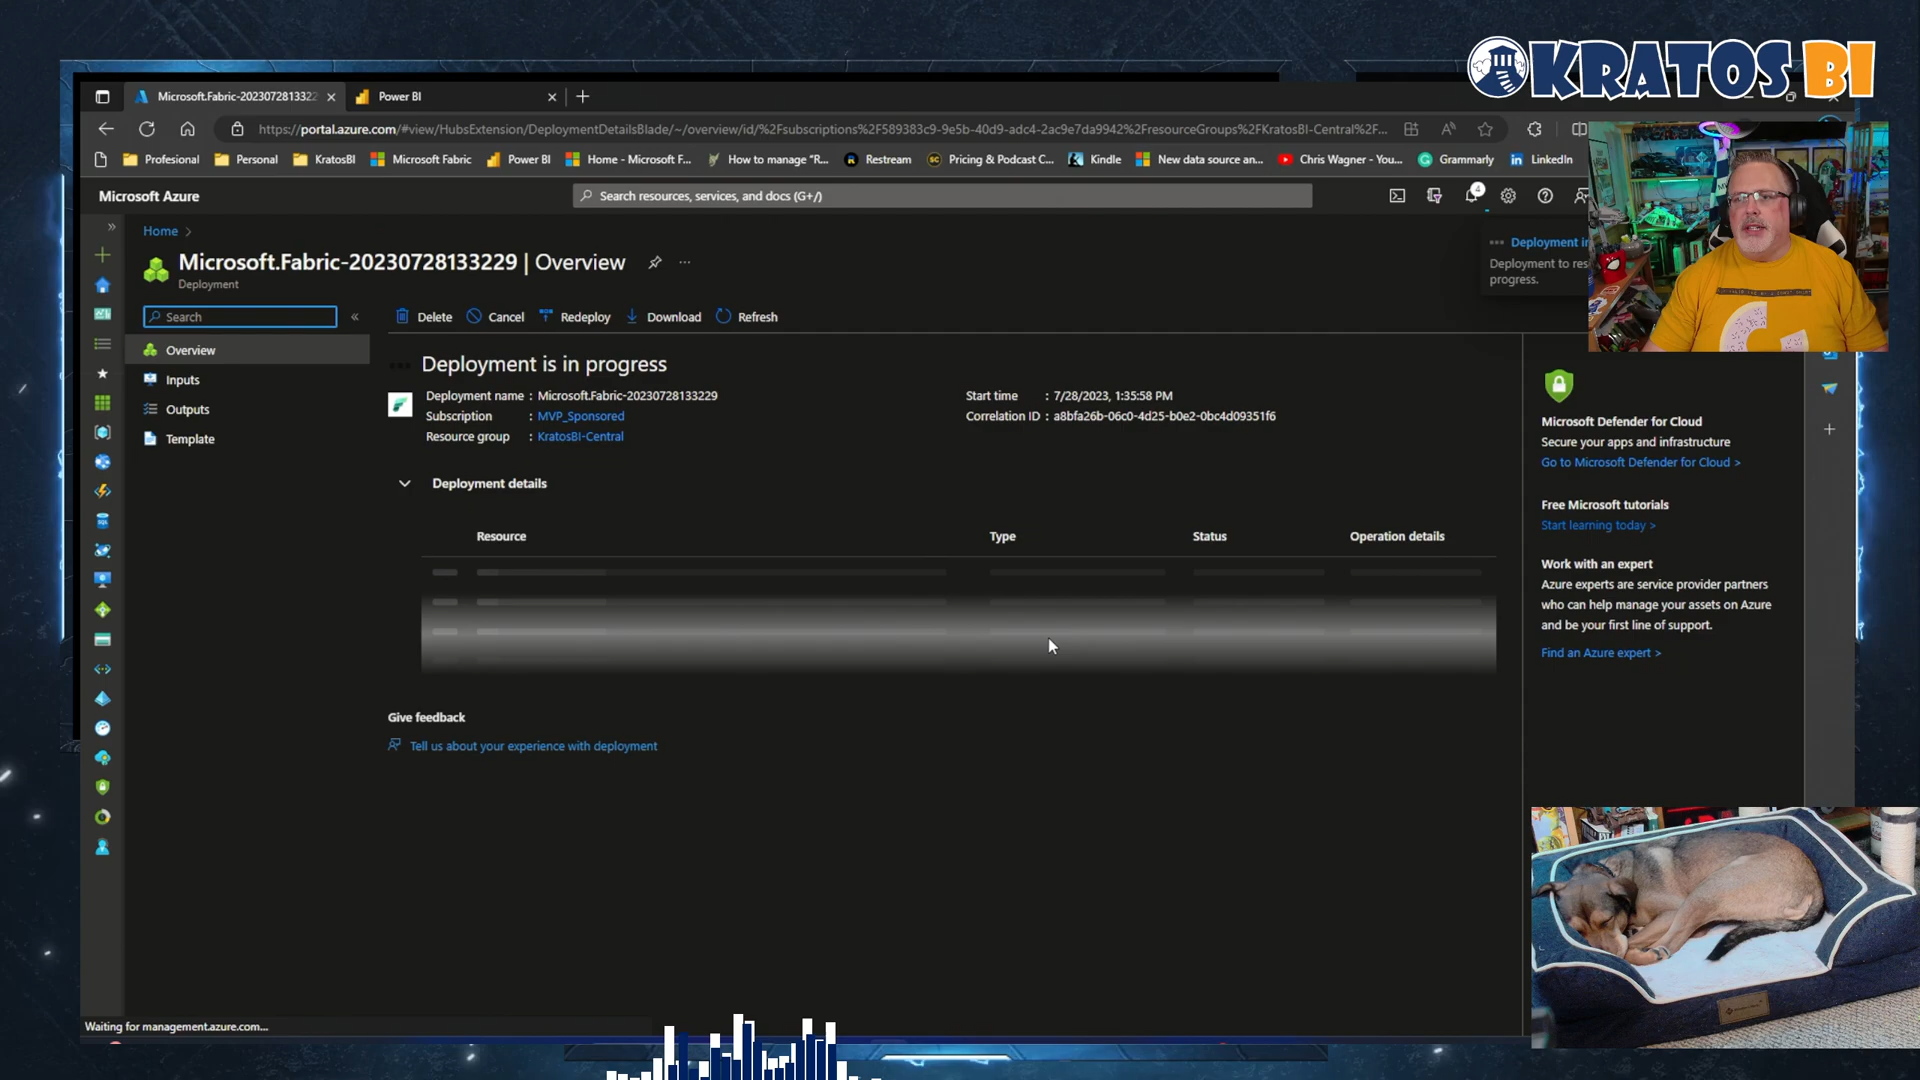 KRATOS BI
Microsoft.Fabric-20230728133229
Power BI
https://portal.azure.com/#view/HubsExtension/DeploymentDetailsBlade/~/overview/id/%2Fsubscriptions%2F589383c9-9e5b-40d9-adc4-2ac9e7da9942%2FresourceGroups%2FKratosBI-Central%2F...
Profesional
Personal
KratosBI
Microsoft Fabric
Power BI
Home - Microsoft F...
How to manage "R...
Restream
Pricing & Podcast C...
Kindle
New data source an...
Chris Wagner - You...
Grammarly
LinkedIn
Microsoft Azure
Search resources, services, and docs (G+/)
4
Home >
Microsoft.Fabric-20230728133229 | Overview
Deployment
Deployment in
Deployment to res
progress.
Search
Delete
Cancel
Redeploy
Download
Refresh
Overview
Inputs
Outputs
Template
Deployment is in progress
Deployment name : Microsoft.Fabric-20230728133229
Subscription : MVP_Sponsored
Resource group : KratosBI-Central
Start time : 7/28/2023, 1:35:58 PM
Correlation ID : a8bfa26b-06c0-4d25-b0e2-0bc4d09351f6
Deployment details
Resource Type Status Operation details
Give feedback
Tell us about your experience with deployment
Microsoft Defender for Cloud
Secure your apps and infrastructure
Go to Microsoft Defender for Cloud >
Free Microsoft tutorials
Start learning today >
Work with an expert
Azure experts are service provider partners
who can help manage your assets on Azure
and be your first line of support.
Find an Azure expert >
Waiting for management.azure.com...